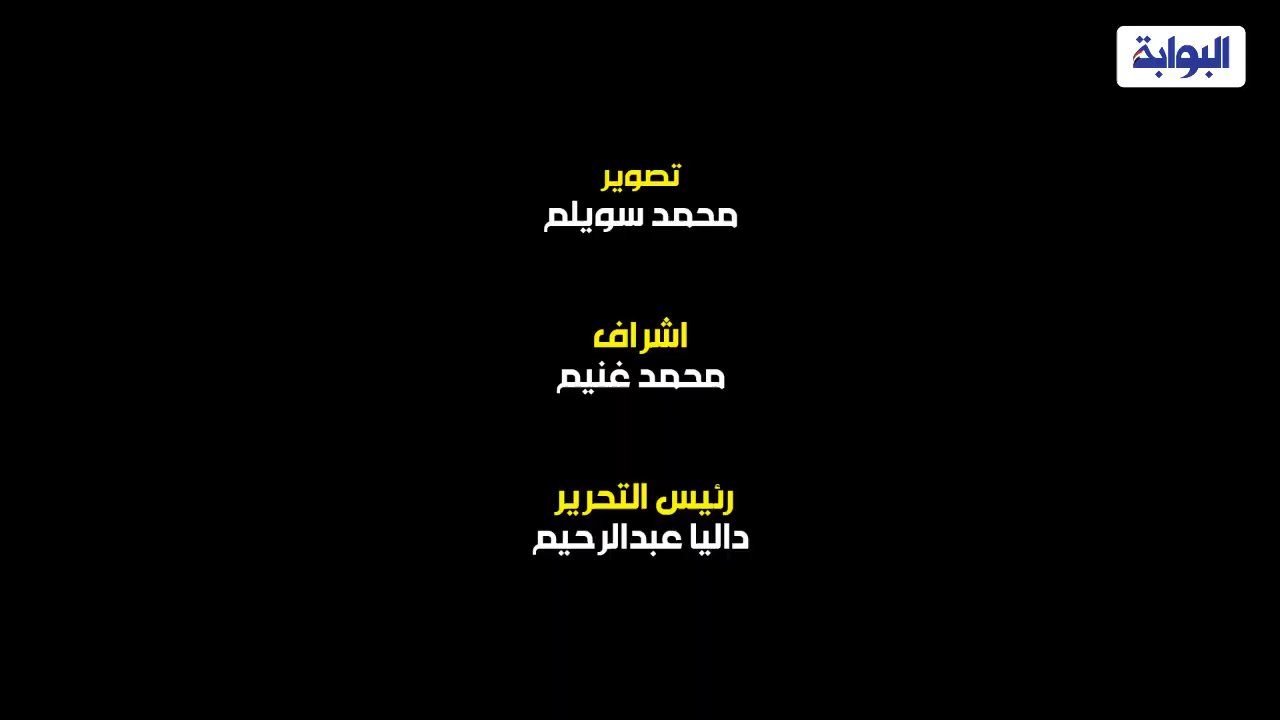 البوابة
تصوير
محمد سويلم
اشراف
محمد غنيم
رئيس التحرير
داليا عبدالرحيم